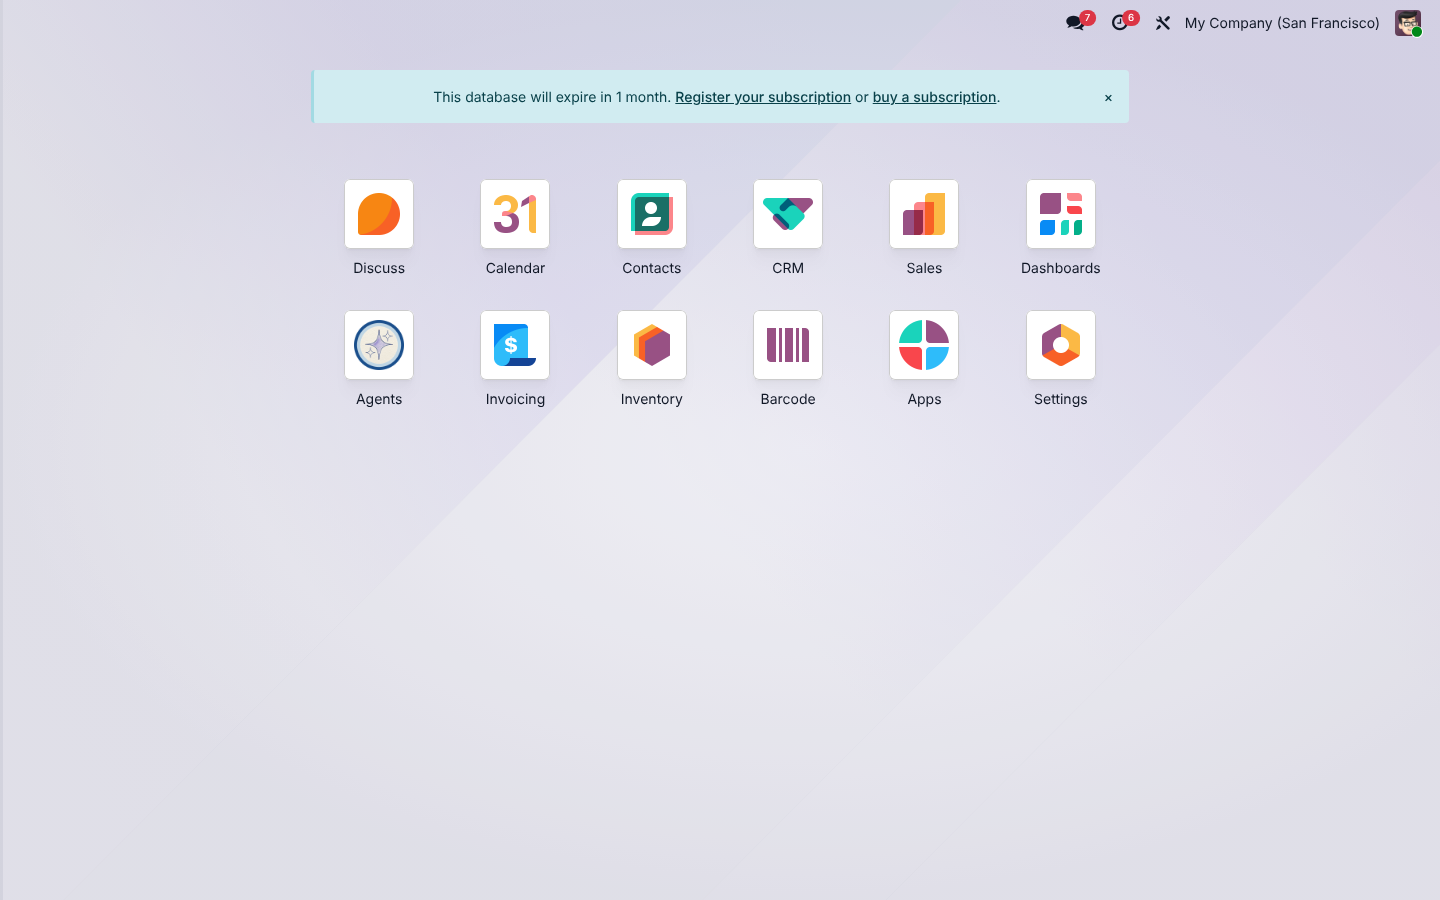 7
6
My Company (San Francisco)
This database will expire in 1 month. Register your subscription or buy a subscription.
×
31
Discuss
Calendar
Contacts
CRM
Sales
Dashboards
$
Agents
Invoicing
Inventory
Barcode
Apps
Settings